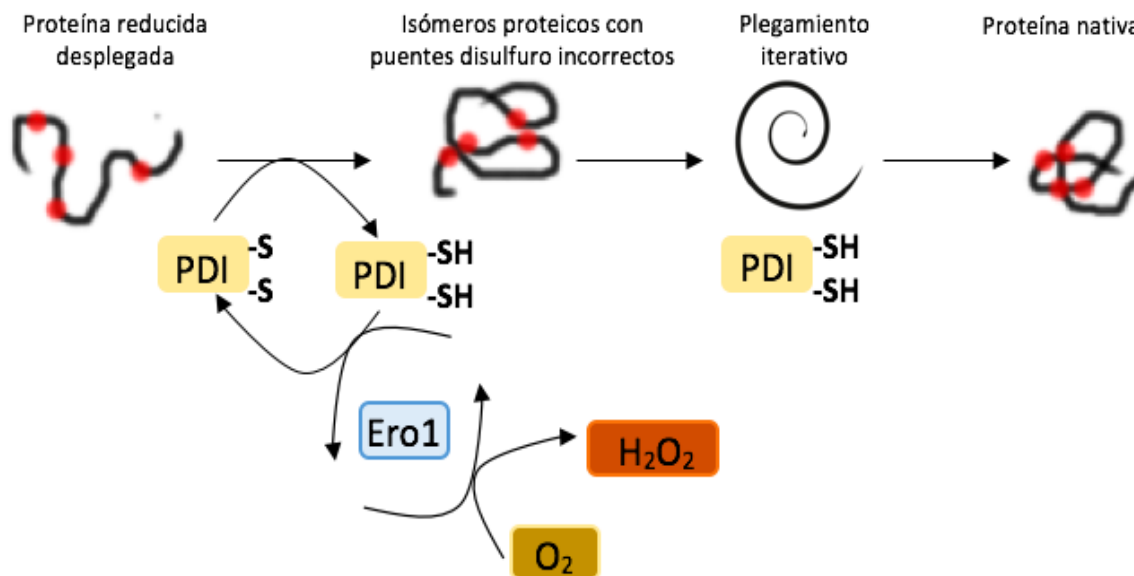 Proteína reducida
desplegada
Isómeros proteicos con
puentes disulfuro incorrectos
Plegamiento
iterativo
Proteína nativa
PDI
-S
-S
PDI
-SH
-SH
PDI
-SH
-SH
Ero1
H₂O₂
O₂